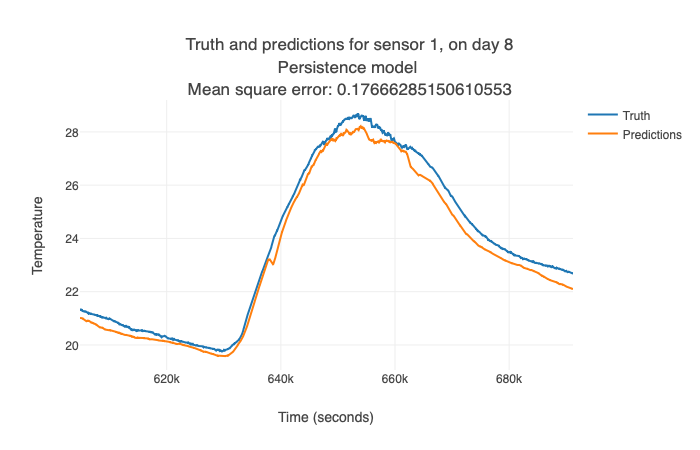 Truth and predictions for sensor 1, on day 8
Persistence model
Mean square error: 0.17666285150610553
Truth
Predictions
28
26
24
22
20
Temperature
620k
640k
660k
680k
Time (seconds)